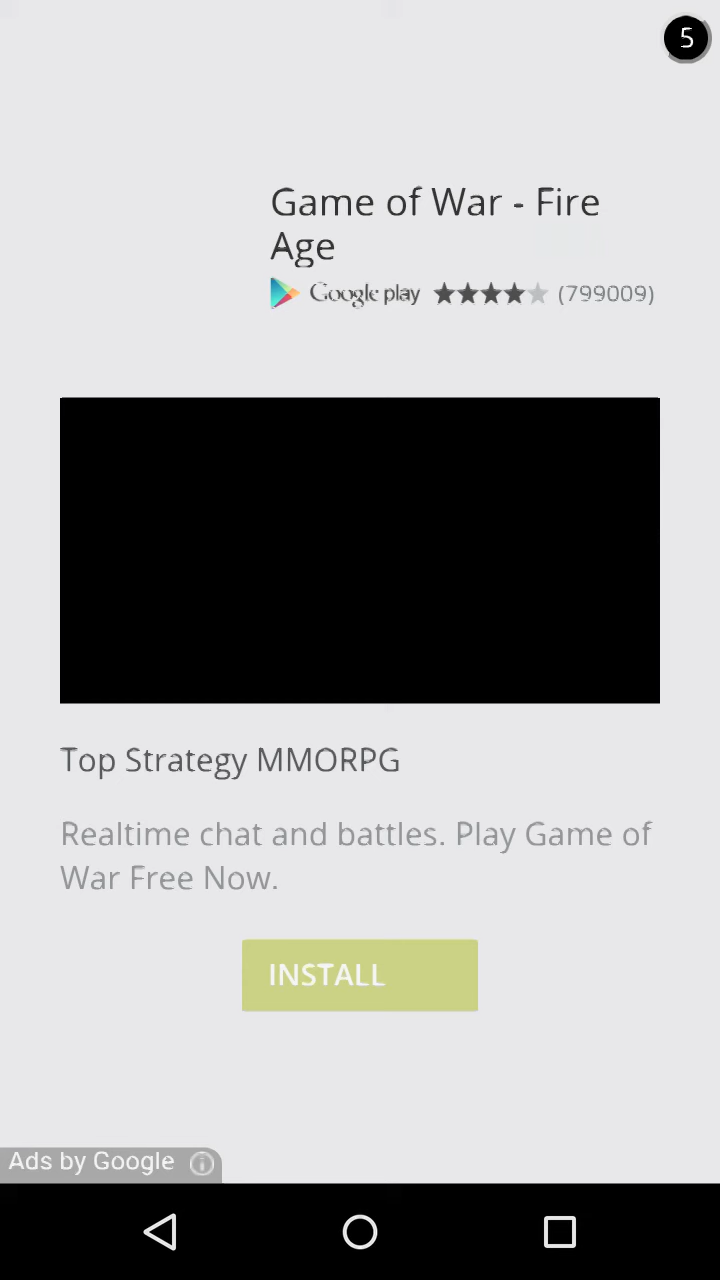 5
Game of War - Fire
Age
Google play (799009)
Top Strategy MMORPG
Realtime chat and battles. Play Game of
War Free Now.
INSTALL
Ads by Google